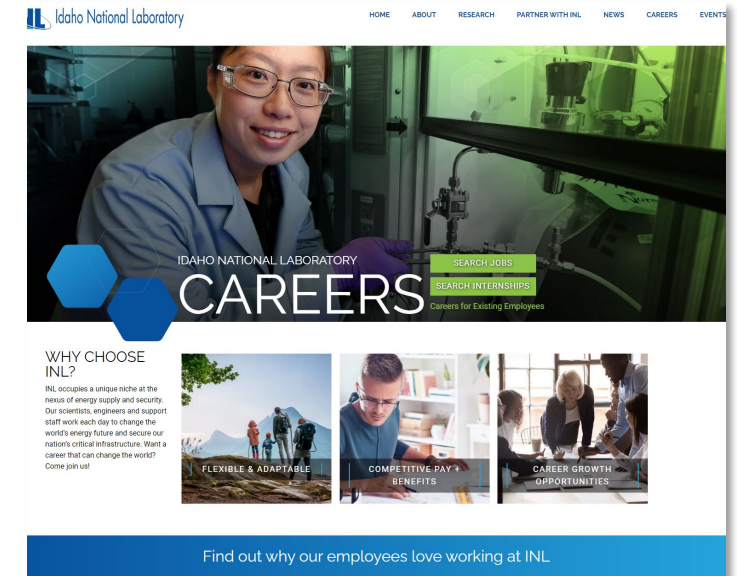 Idaho National Laboratory
HOME ABOUT RESEARCH PARTNER WITH INL NEWS CAREERS EVENTS
IDAHO NATIONAL LABORATORY
CAREERS
SEARCH JOBS
SEARCH INTERNSHIPS
Careers for Existing Employees
WHY CHOOSE
INL?
INL occupies a unique niche at the
nexus of energy supply and security.
Our scientists, engineers and support
staff work each day to change the
world's energy future and secure our
nation's critical infrastructure. Want a
career that can change the world?
Come join us!
FLEXIBLE & ADAPTABLE
COMPETITIVE PAY +
BENEFITS
CAREER GROWTH
OPPORTUNITIES
Find out why our employees love working at INL